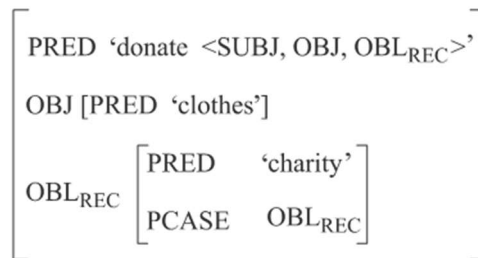 PRED ‘donate <SUBJ, OBJ, OBL_REC>’
OBJ [PRED ‘clothes’]
OBL_REC [PRED ‘charity’
PCASE OBL_REC]